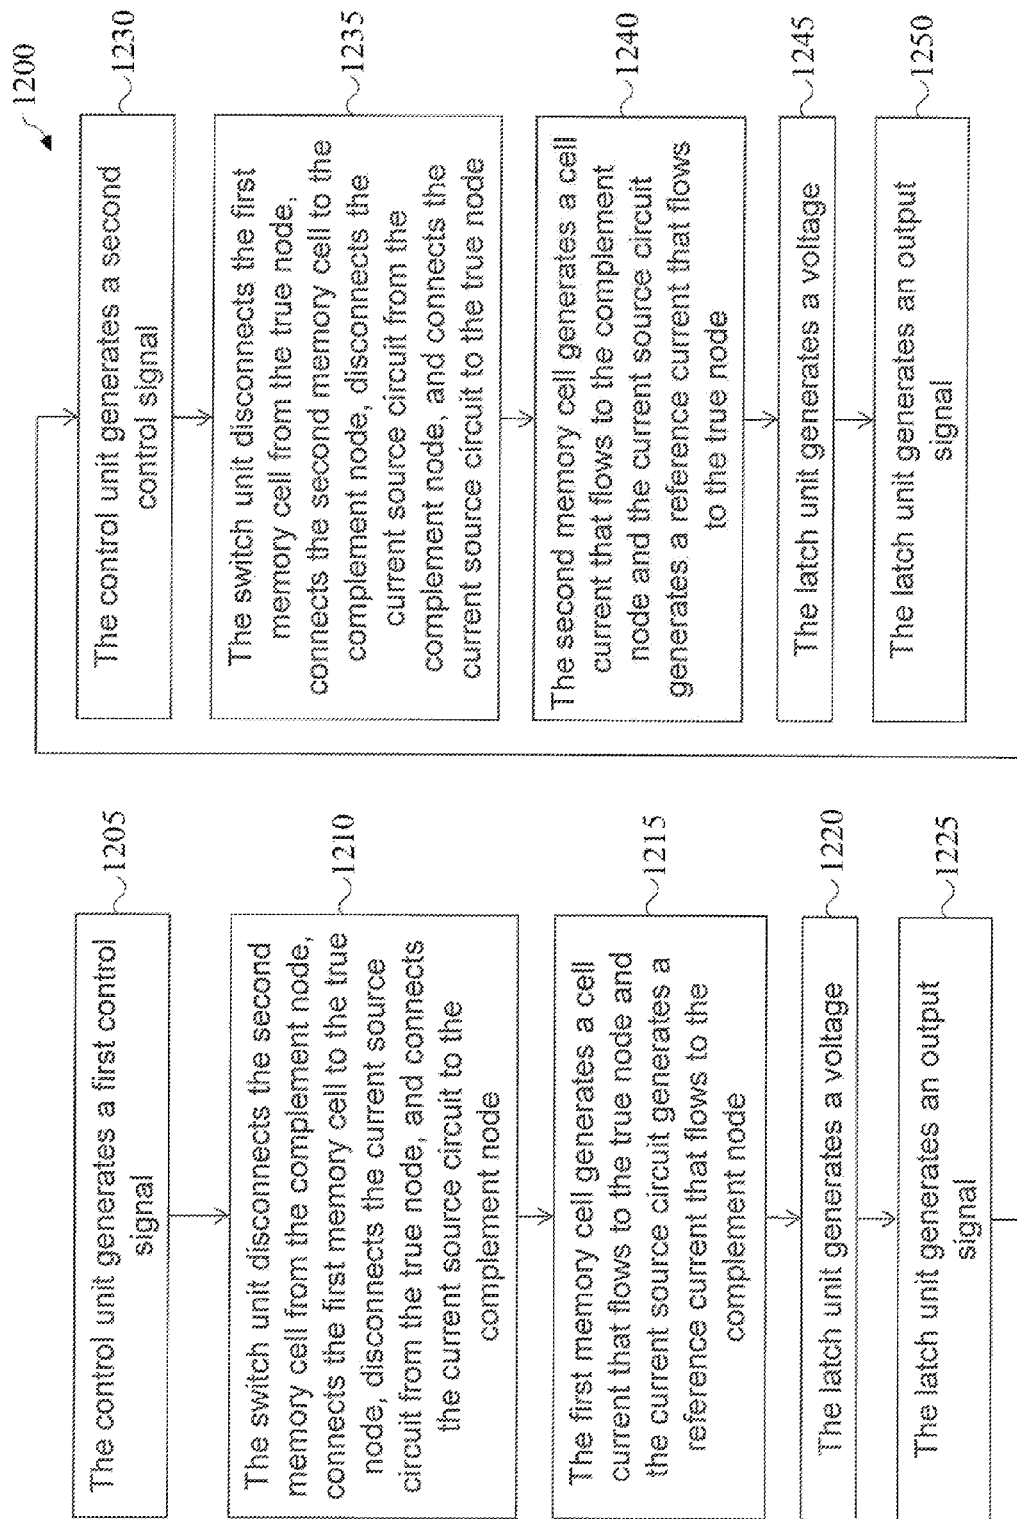 1200
The control unit generates a first control
signal
1205
The switch unit disconnects the second
memory cell from the complement node,
connects the first memory cell to the true
node, disconnects the current source
circuit from the true node, and connects
the current source circuit to the
complement node
1210
The first memory cell generates a cell
current that flows to the true node and
the current source circuit generates a
reference current that flows to the
complement node
1215
The latch unit generates a voltage
1220
The latch unit generates an output
signal
1225
The control unit generates a second
control signal
1230
The switch unit disconnects the first
memory cell from the true node,
connects the second memory cell to the
complement node, disconnects the
current source circuit from the
complement node, and connects the
current source circuit to the true node
1235
The second memory cell generates a cell
current that flows to the complement
node and the current source circuit
generates a reference current that flows
to the true node
1240
The latch unit generates a voltage
1245
The latch unit generates an output
signal
1250